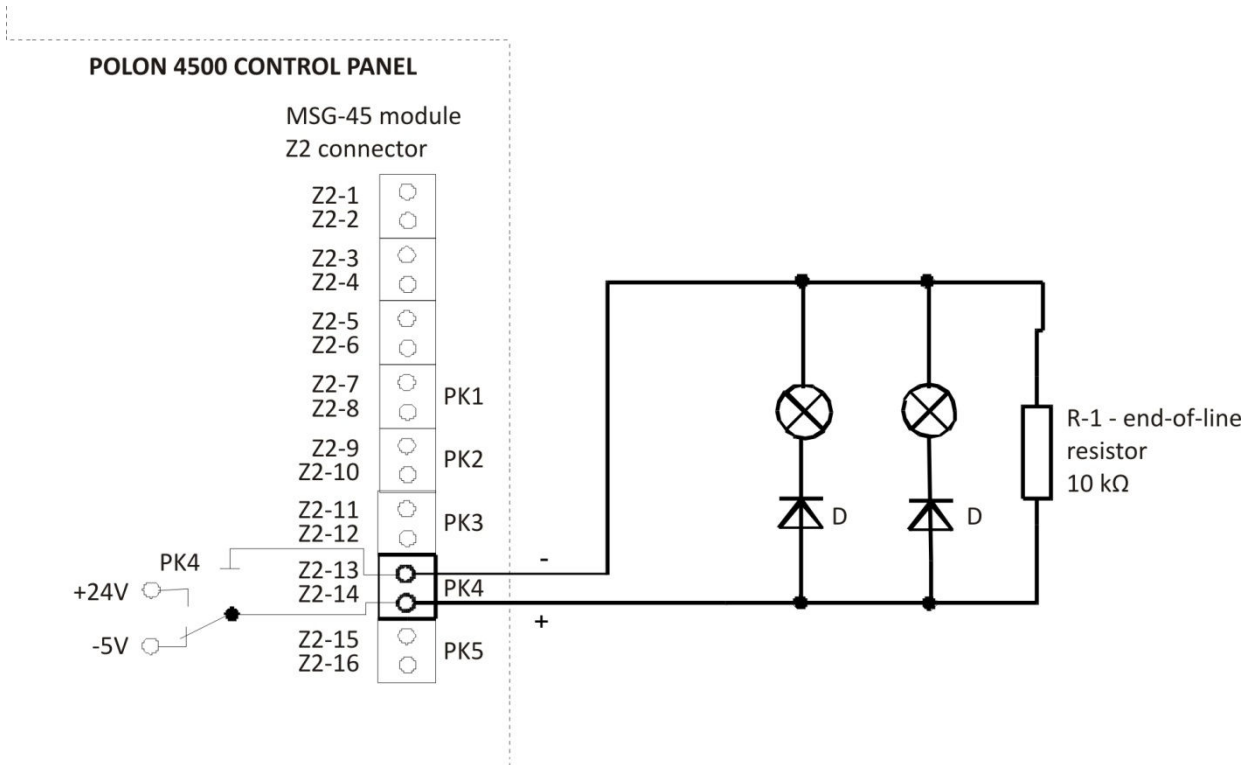 POLON 4500 CONTROL PANEL
MSG-45 module
Z2 connector
Z2-1
Z2-2
Z2-3
Z2-4
Z2-5
Z2-6
Z2-7
Z2-8
PK1
Z2-9
Z2-10
PK2
Z2-11
Z2-12
PK3
PK4
Z2-13
Z2-14
PK4
+24V
-5V
Z2-15
Z2-16
PK5
-
+
D
D
R-1 - end-of-line
resistor
10 kΩ